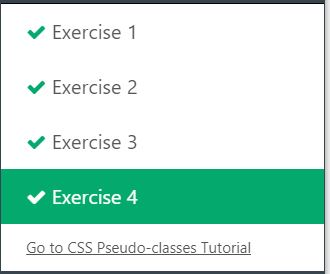 Exercise 1
Exercise 2
Exercise 3
Exercise 4
Go to CSS Pseudo-classes Tutorial